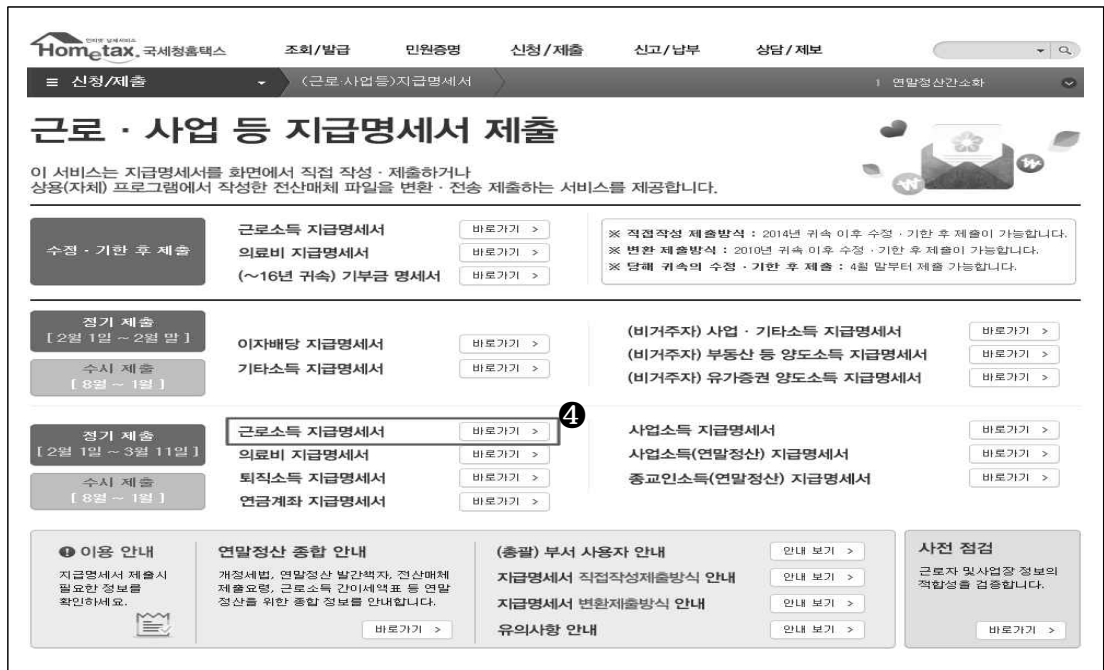 인터넷 납세서비스
Hometax. 국세청홈택스 조회/발급 민원증명 신청/제출 신고/납부 상담/제보
≡ 신청/제출 (근로·사업등)지급명세서 1 연말정산간소화
근로 · 사업 등 지급명세서 제출
이 서비스는 지급명세서를 화면에서 직접 작성 · 제출하거나
상용(자체) 프로그램에서 작성한 전산매체 파일을 변환 · 전송 제출하는 서비스를 제공합니다.
수정 · 기한 후 제출
근로소득 지급명세서 바로가기 >
의료비 지급명세서 바로가기 >
(~16년 귀속) 기부금 명세서 바로가기 >
※ 직접작성 제출방식 : 2014년 귀속 이후 수정 · 기한 후 제출이 가능합니다.
※ 변환 제출방식 : 2010년 귀속 이후 수정 · 기한 후 제출이 가능합니다.
※ 당해 귀속의 수정 · 기한 후 제출 : 4월 말부터 제출 가능합니다.
정기 제출
[ 2월 1일 ~ 2월 말 ]
수시 제출
[ 8월 ~ 1월 ]
이자배당 지급명세서 바로가기 >
기타소득 지급명세서 바로가기 >
(비거주자) 사업 · 기타소득 지급명세서 바로가기 >
(비거주자) 부동산 등 양도소득 지급명세서 바로가기 >
(비거주자) 유가증권 양도소득 지급명세서 바로가기 >
정기 제출
[ 2월 1일 ~ 3월 11일 ]
수시 제출
[ 8월 ~ 1월 ]
근로소득 지급명세서 바로가기 > ❹
의료비 지급명세서 바로가기 >
퇴직소득 지급명세서 바로가기 >
연금계좌 지급명세서 바로가기 >
사업소득 지급명세서 바로가기 >
사업소득(연말정산) 지급명세서 바로가기 >
종교인소득(연말정산) 지급명세서 바로가기 >
이용 안내
지급명세서 제출시
필요한 정보를
확인하세요.
연말정산 종합 안내
개정세법, 연말정산 발간책자, 전산매체
제출요령, 근로소득 간이세액표 등 연말
정산을 위한 종합 정보를 안내합니다.
바로가기 >
(총괄) 부서 사용자 안내 안내 보기 >
지급명세서 직접작성제출방식 안내 안내 보기 >
지급명세서 변환제출방식 안내 안내 보기 >
유의사항 안내 안내 보기 >
사전 점검
근로자 및사업장 정보의
적합성을 검증합니다.
바로가기 >